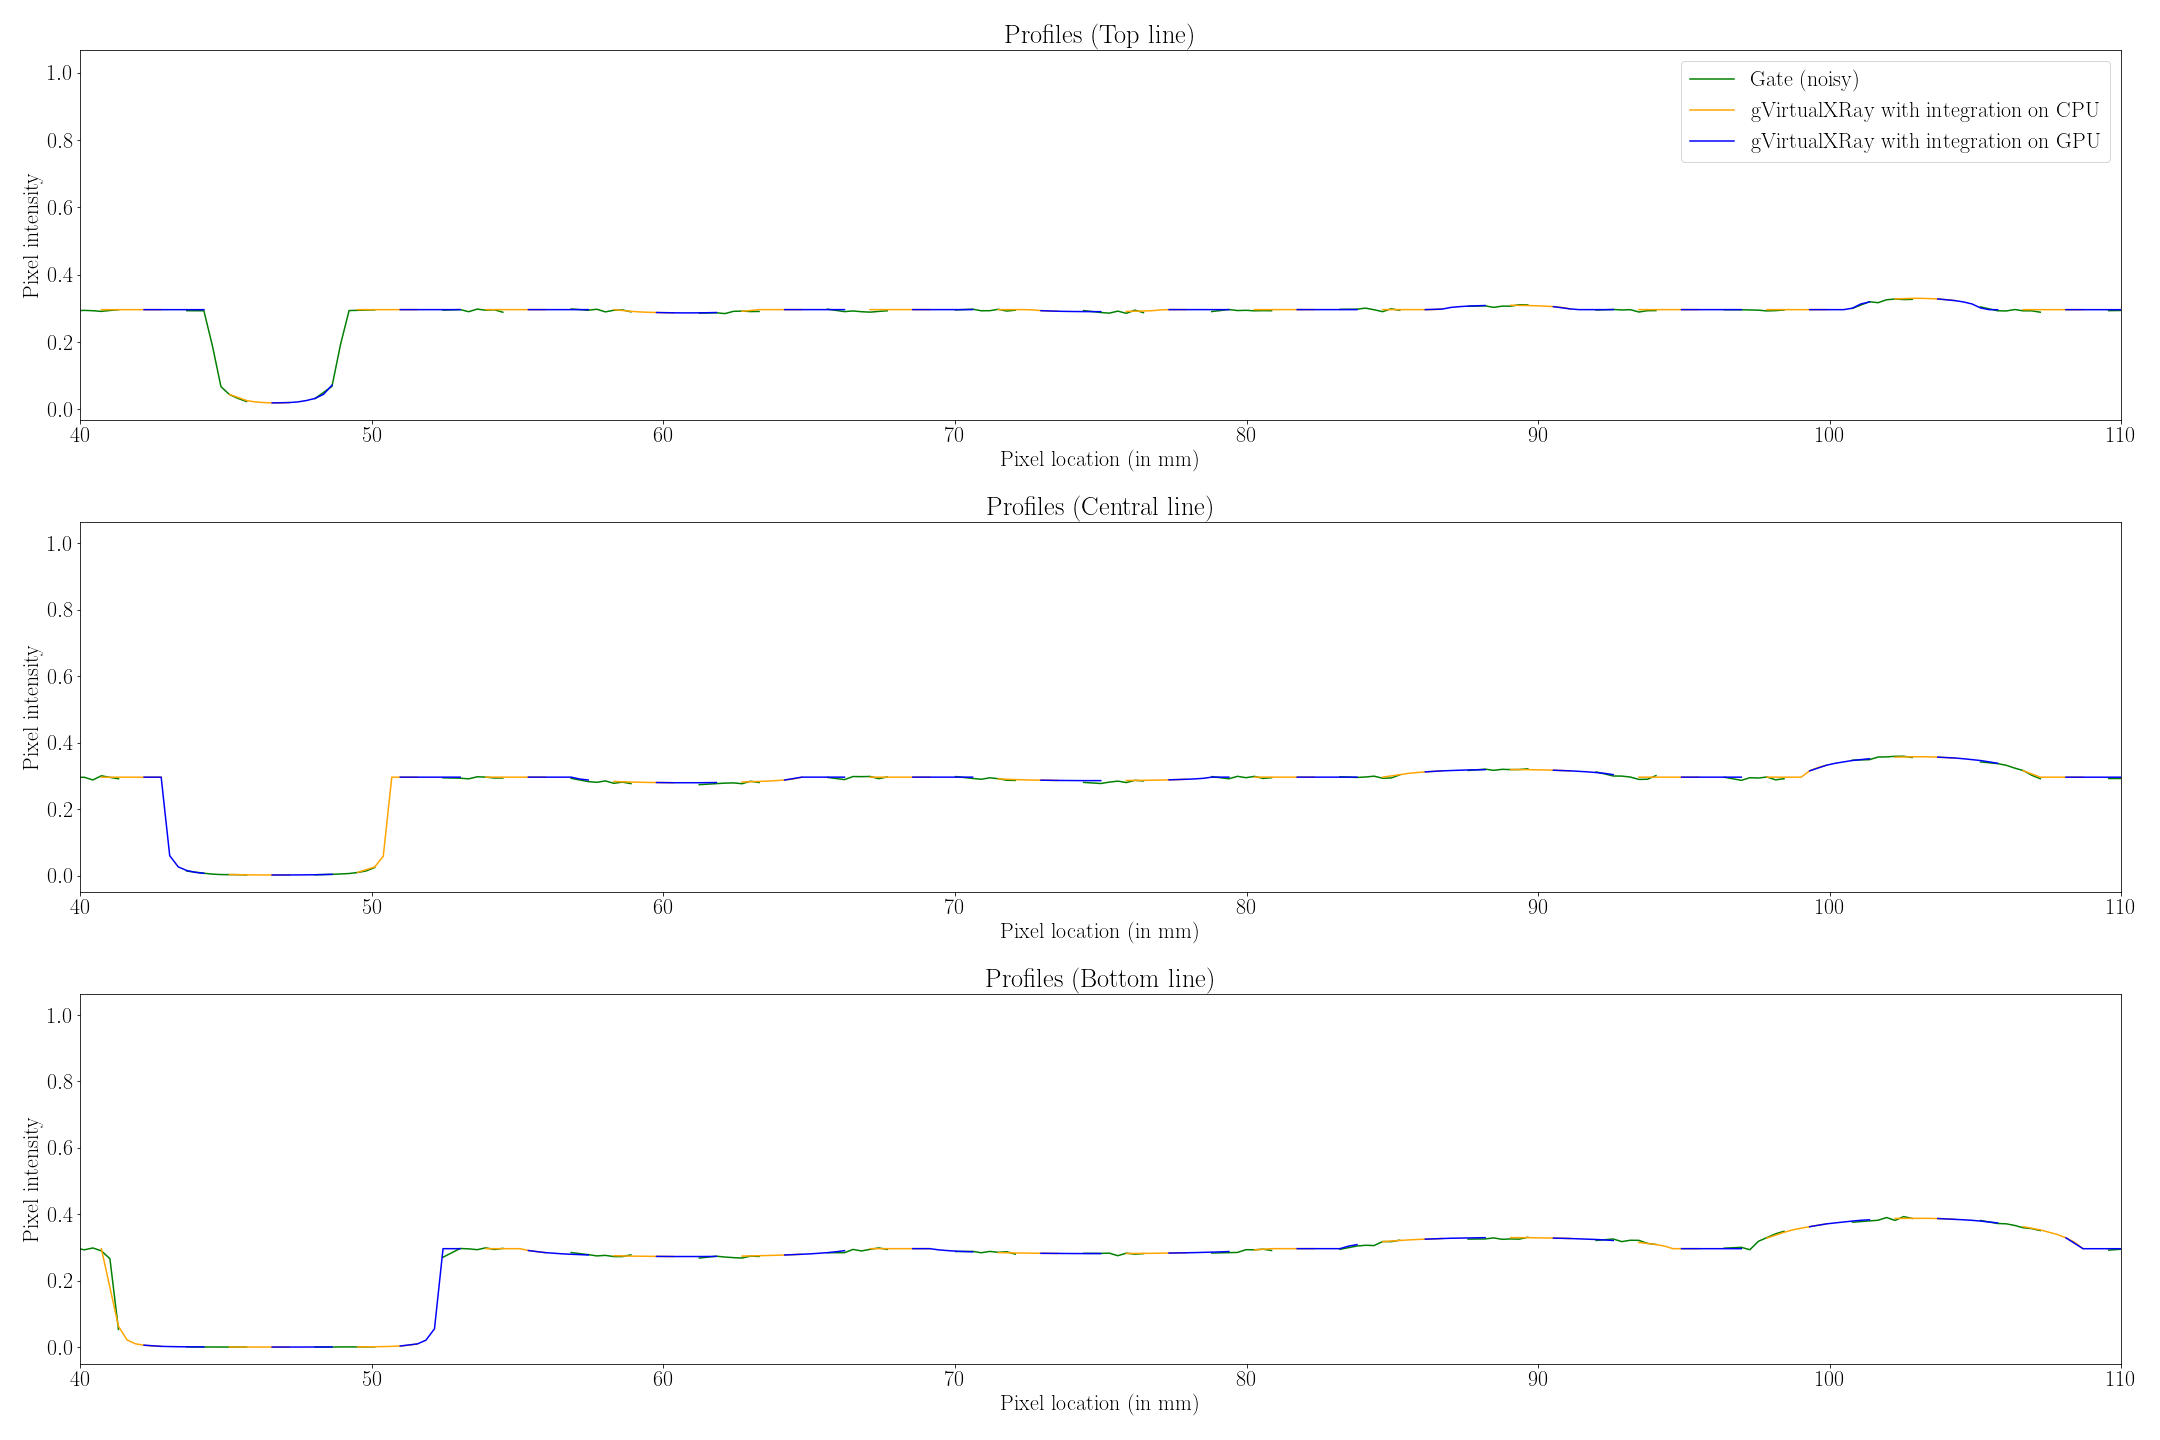 Profiles (Top line)
1.0
0.8
0.6
0.4
0.2
0.0
Pixel intensity
Gate (noisy)
gVirtualXRay with integration on CPU
gVirtualXRay with integration on GPU
40 50 60 70 80 90 100 110
Pixel location (in mm)
Profiles (Central line)
1.0
0.8
0.6
0.4
0.2
0.0
Pixel intensity
40 50 60 70 80 90 100 110
Pixel location (in mm)
Profiles (Bottom line)
1.0
0.8
0.6
0.4
0.2
0.0
Pixel intensity
40 50 60 70 80 90 100 110
Pixel location (in mm)